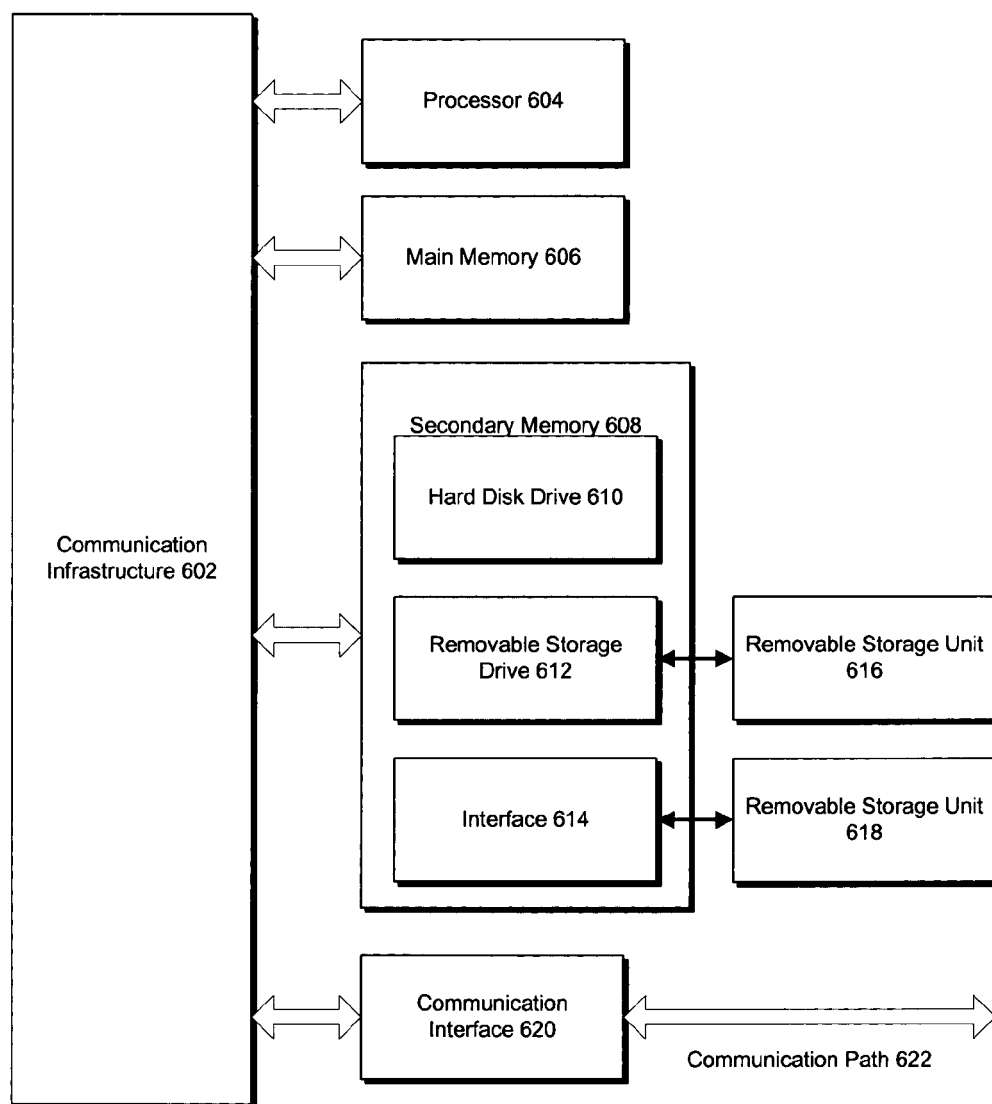 Processor 604
Main Memory 606
Secondary Memory 608
Hard Disk Drive 610
Communication
Infrastructure 602
Removable Storage
Drive 612
Removable Storage Unit
616
Interface 614
Removable Storage Unit
618
Communication
Interface 620
Communication Path 622